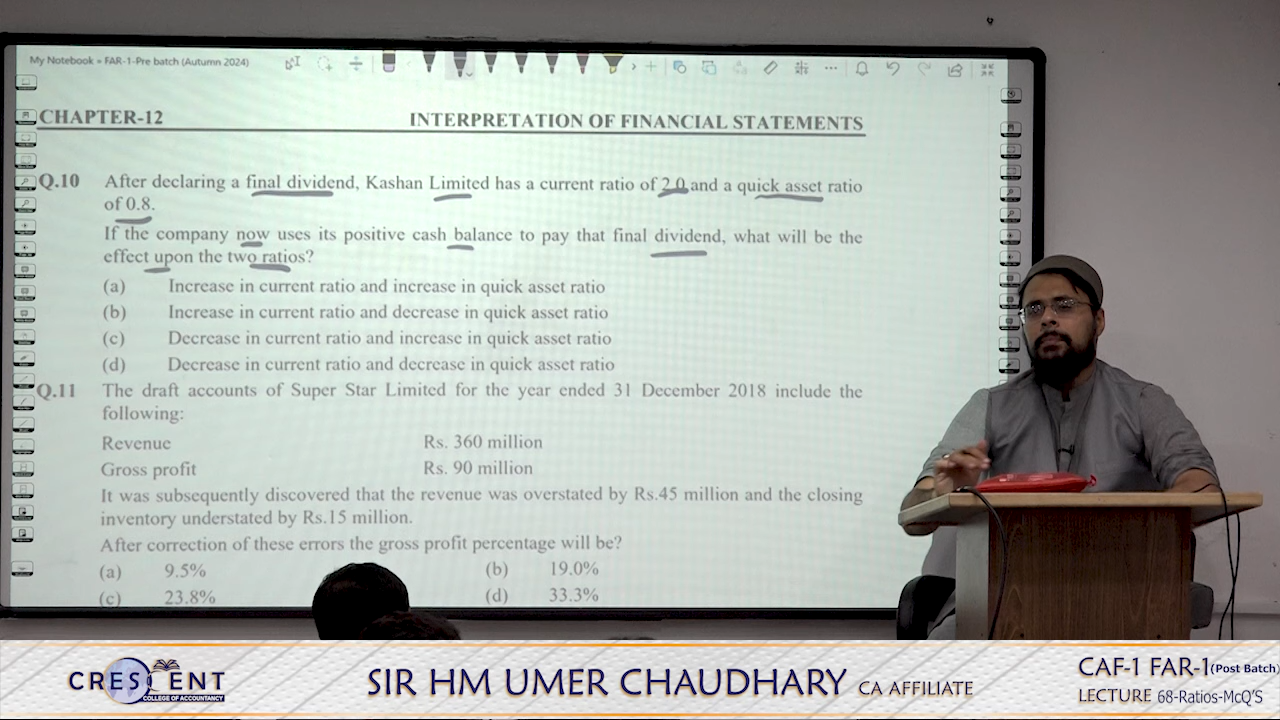 My Notebook » FAR-1-Pre batch (Autumn 2024)
CHAPTER-12 INTERPRETATION OF FINANCIAL STATEMENTS
Q.10 After declaring a final dividend, Kashan Limited has a current ratio of 2.0 and a quick asset ratio
of 0.8.
If the company now uses its positive cash balance to pay that final dividend, what will be the
effect upon the two ratios?
(a) Increase in current ratio and increase in quick asset ratio
(b) Increase in current ratio and decrease in quick asset ratio
(c) Decrease in current ratio and increase in quick asset ratio
(d) Decrease in current ratio and decrease in quick asset ratio
Q.11 The draft accounts of Super Star Limited for the year ended 31 December 2018 include the
following:
Revenue Rs. 360 million
Gross profit Rs. 90 million
It was subsequently discovered that the revenue was overstated by Rs.45 million and the closing
inventory understated by Rs.15 million.
After correction of these errors the gross profit percentage will be?
(a) 9.5% (b) 19.0%
(c) 23.8% (d) 33.3%
CRESCENT
COLLEGE OF ACCOUNTANCY
SIR HM UMER CHAUDHARY CA AFFILIATE
CAF-1 FAR-1(Post Batch)
LECTURE 68-Ratios-McQ'S